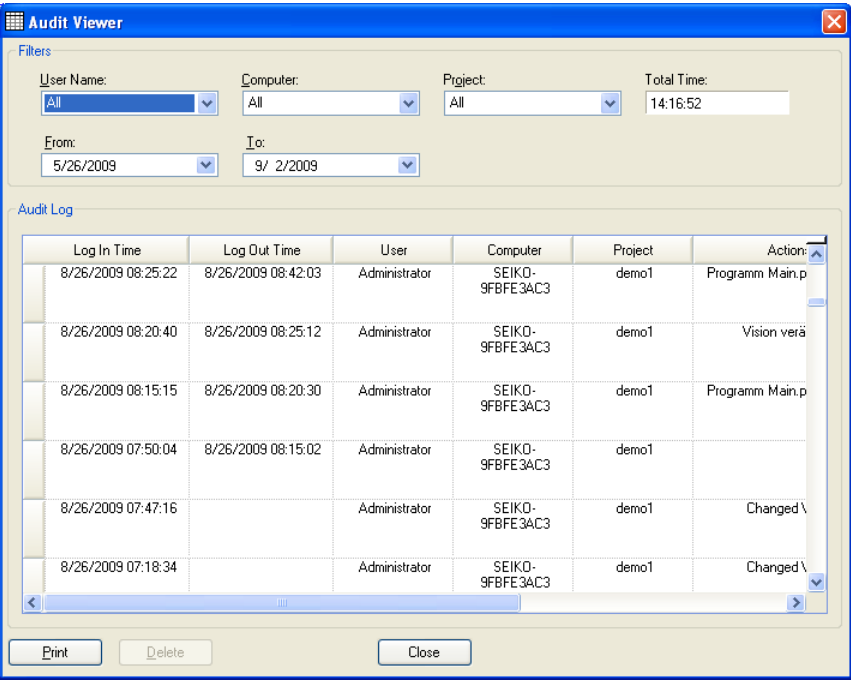 Audit Viewer
Filters
User Name: Computer: Project: Total Time:
All All All 14:16:52
From: To:
5/26/2009 9/ 2/2009
Audit Log
Log In Time Log Out Time User Computer Project Action
8/26/2009 08:25:22 8/26/2009 08:42:03 Administrator SEIKO- demo1 Programm Main.p
9FBFE3AC3
8/26/2009 08:20:40 8/26/2009 08:25:12 Administrator SEIKO- demo1 Vision verä
9FBFE3AC3
8/26/2009 08:15:15 8/26/2009 08:20:30 Administrator SEIKO- demo1 Programm Main.p
9FBFE3AC3
8/26/2009 07:50:04 8/26/2009 08:15:02 Administrator SEIKO- demo1
9FBFE3AC3
8/26/2009 07:47:16 Administrator SEIKO- demo1 Changed
9FBFE3AC3
8/26/2009 07:18:34 Administrator SEIKO- demo1 Changed
9FBFE3AC3
Print Delete Close